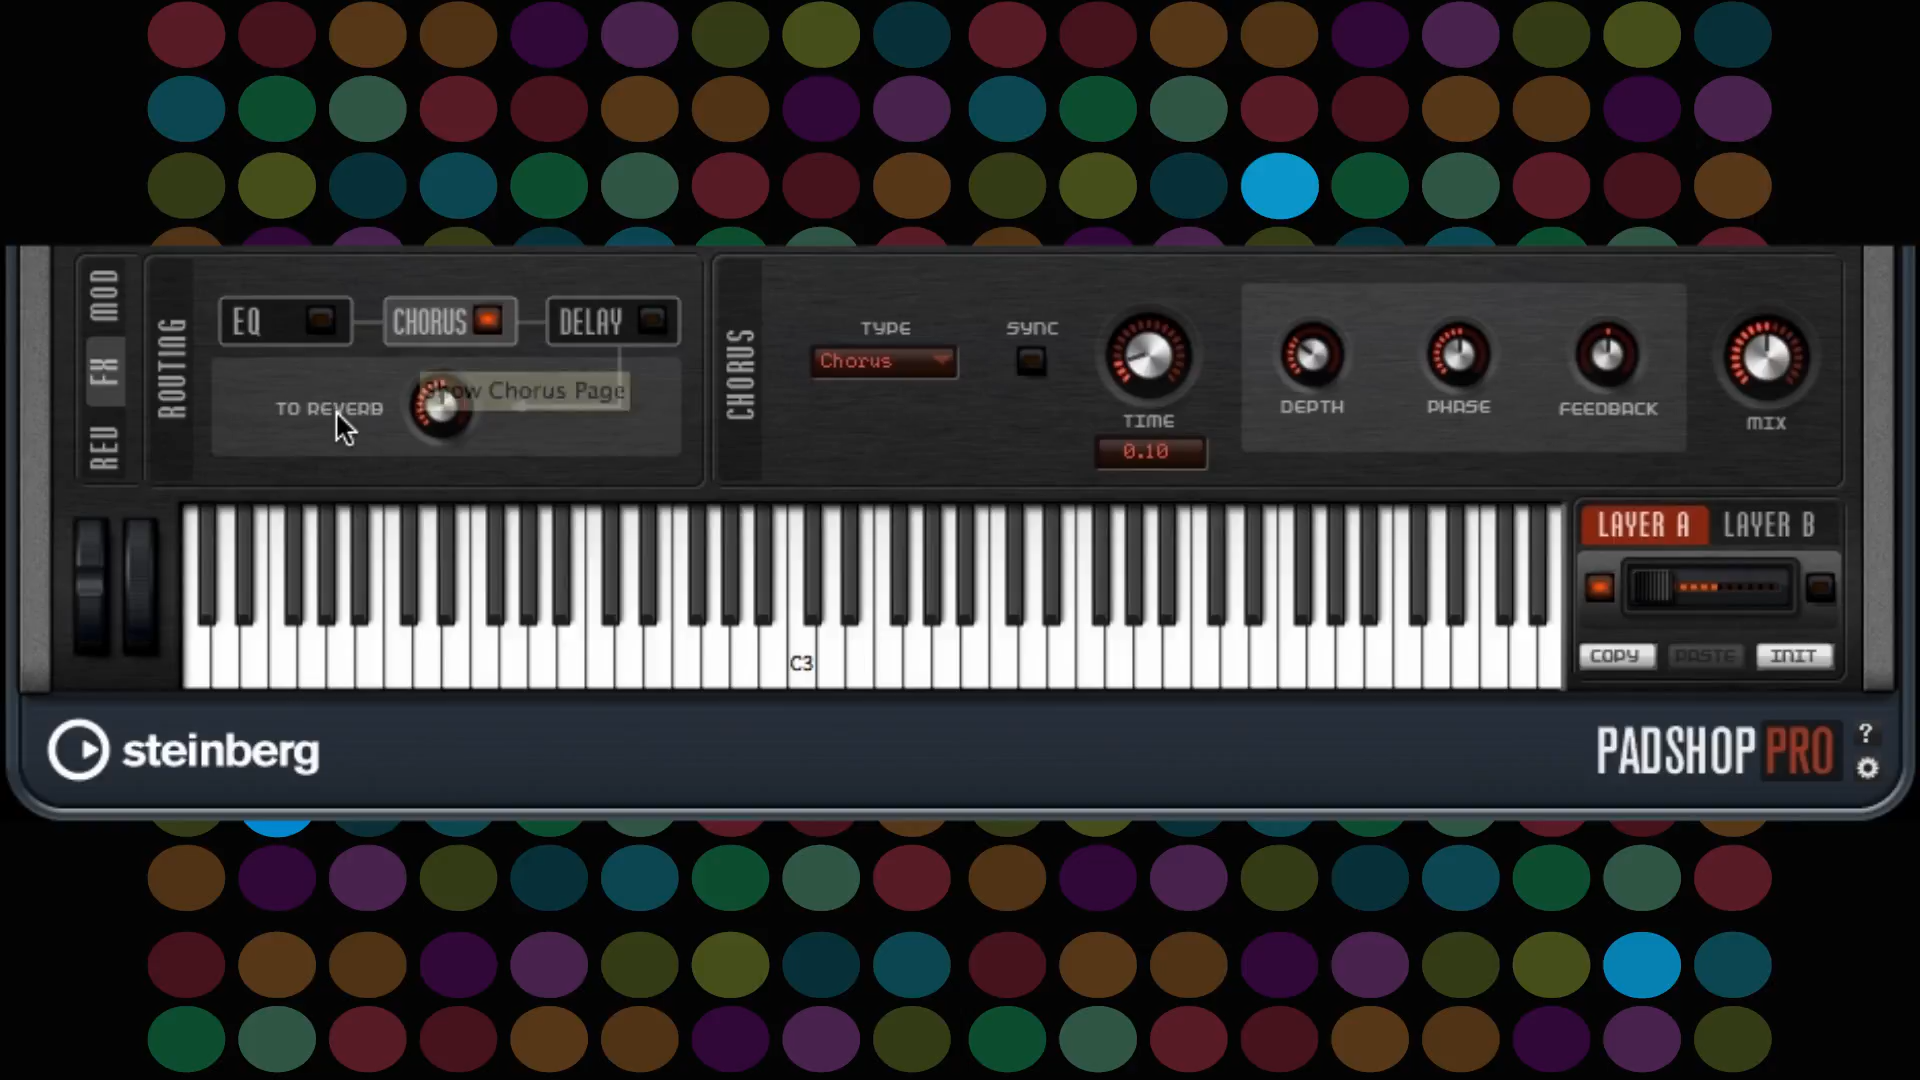 MOD
FX
REV
ROUTING
EQ
CHORUS
DELAY
TO REVERB
Show Chorus Page
CHORUS
TYPE
Chorus
SYNC
TIME
0.10
DEPTH
PHASE
FEEDBACK
MIX
C3
LAYER A
LAYER B
COPY
PASTE
INIT
steinberg
PADSHOP PRO
?